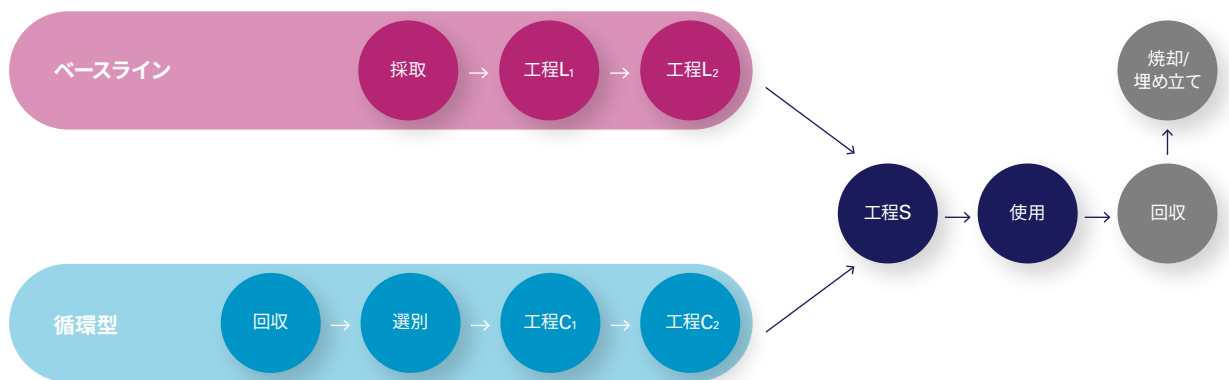 ベースライン
採取
→
工程L₁
→
工程L₂
焼却/
埋め立て
工程S
使用
回収
循環型
回収
→
選別
→
工程C₁
→
工程C₂